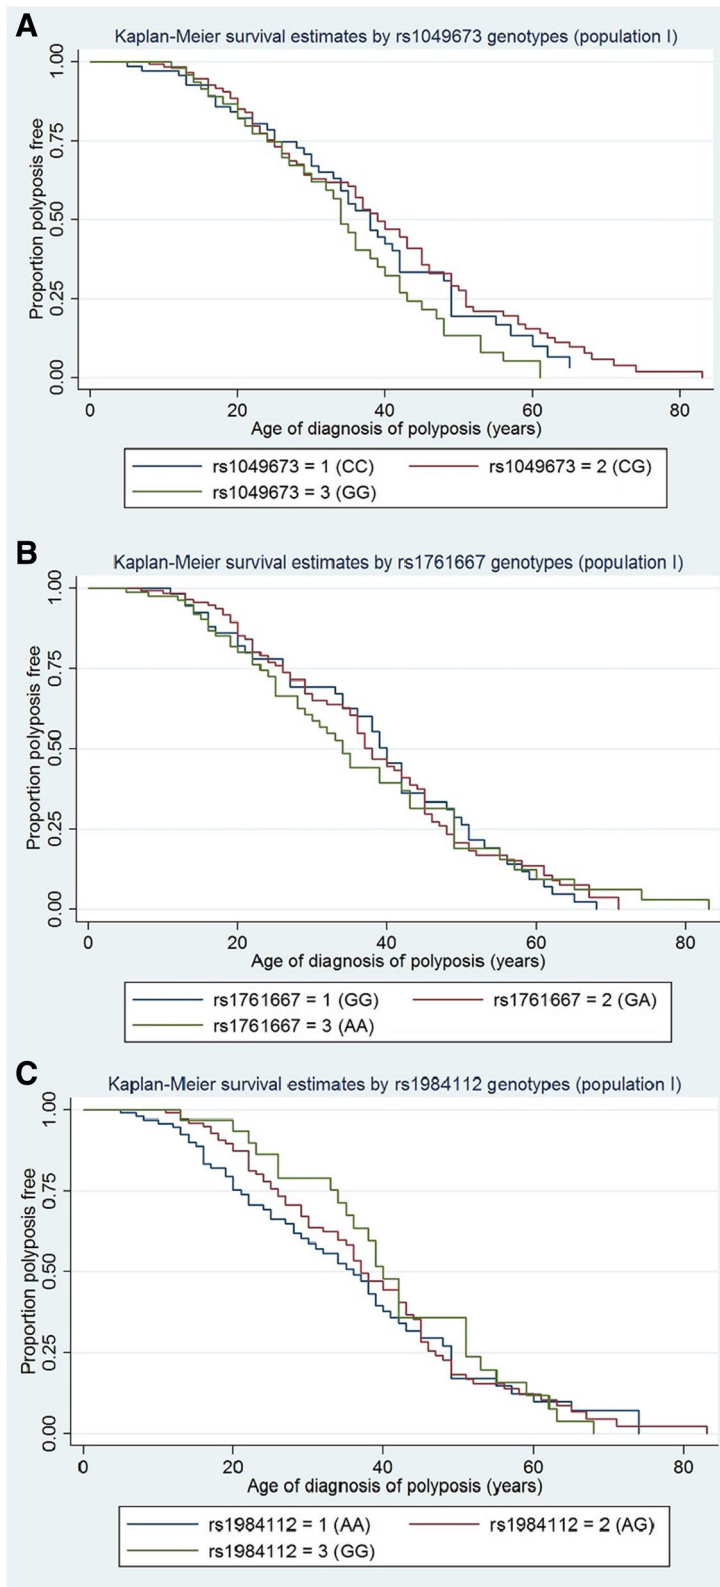 A
Kaplan-Meier survival estimates by rs1049673 genotypes (population I)
Proportion polyposis free
1.00
0.75
0.50
0.25
0.00
0 20 40 60 80
Age of diagnosis of polyposis (years)
rs1049673 = 1 (CC) rs1049673 = 2 (CG)
rs1049673 = 3 (GG)
B
Kaplan-Meier survival estimates by rs1761667 genotypes (population I)
Proportion polyposis free
1.00
0.75
0.50
0.25
0.00
0 20 40 60 80
Age of diagnosis of polyposis (years)
rs1761667 = 1 (GG) rs1761667 = 2 (GA)
rs1761667 = 3 (AA)
C
Kaplan-Meier survival estimates by rs1984112 genotypes (population I)
Proportion polyposis free
1.00
0.75
0.50
0.25
0.00
0 20 40 60 80
Age of diagnosis of polyposis (years)
rs1984112 = 1 (AA) rs1984112 = 2 (AG)
rs1984112 = 3 (GG)